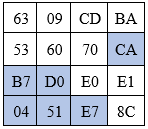 63 09 CD BA
53 60 70 CA
B7 D0 E0 E1
04 51 E7 8C